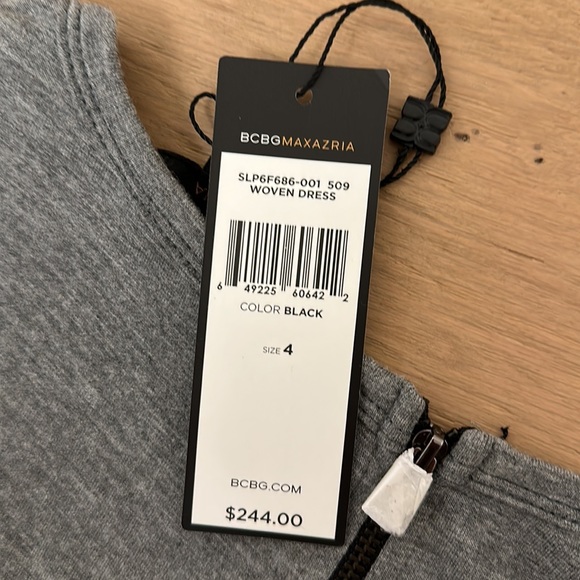 BCBGMAXAZRIA
SLP6F686-001 509
WOVEN DRESS
6 49225 60642 2
COLOR BLACK
SIZE 4
BCBG.COM
$244.00